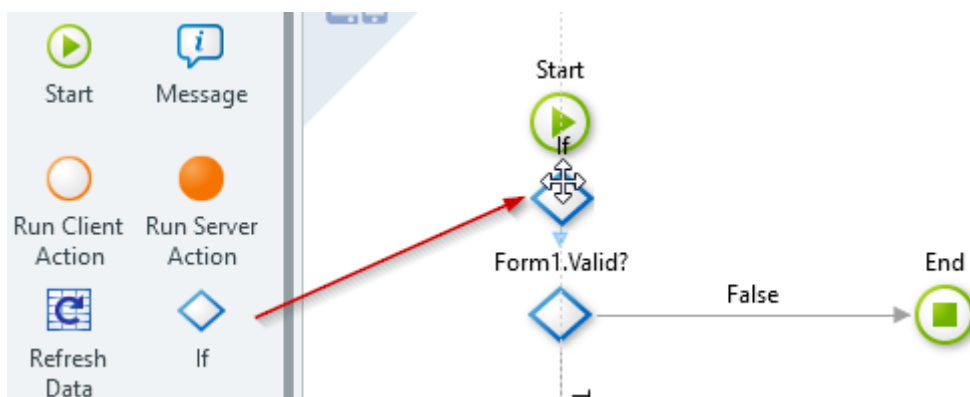 Start
Message
Run Client
Action
Run Server
Action
Refresh
Data
If
Start
If
Form1.Valid?
False
End